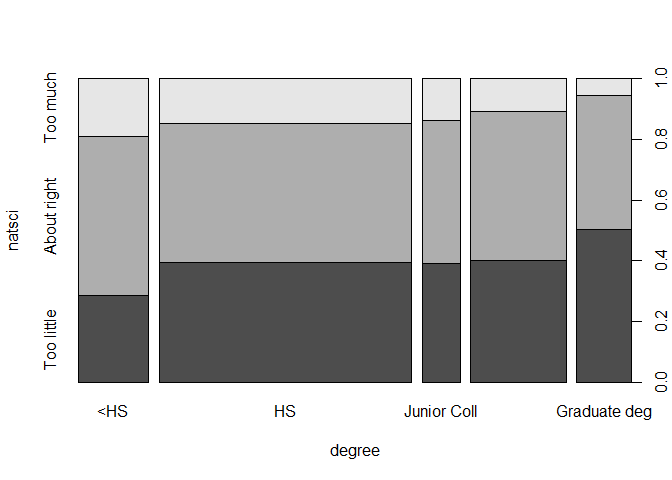 natsci
Too much
About right
Too little
1.0
0.8
0.6
0.4
0.2
0.0
<HS
HS
Junior Coll
Graduate deg
degree